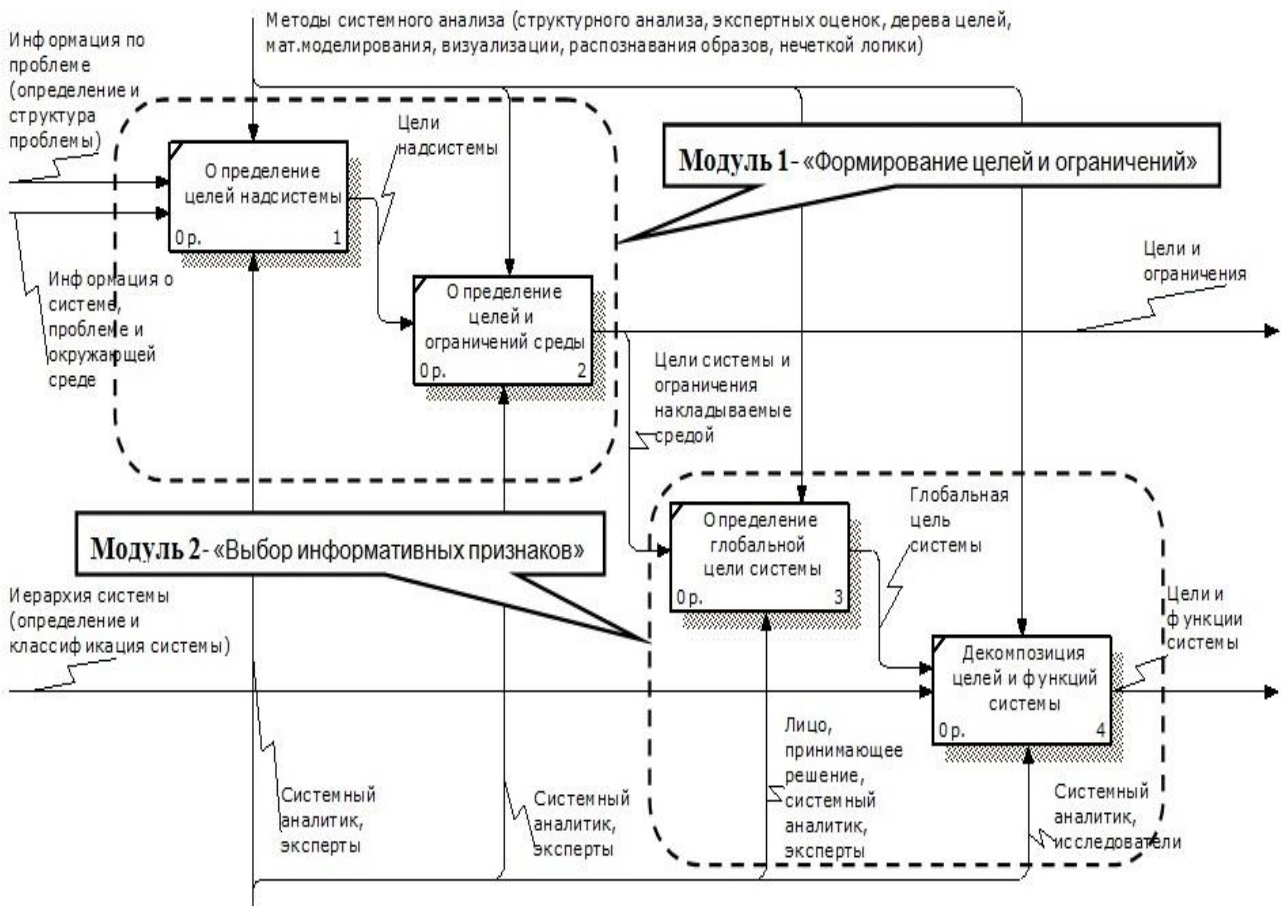 Методы системного анализа (структурного анализа, экспертных оценок, дерева целей,
мат.моделирования, визуализации, распознавания образов, нечеткой логики)
Информация по
проблеме
(определение и
структура
проблемы)
Цели
надсистемы
Модуль 1- «Формирование целей и ограничений»
Определение
целей надсистемы
0р. 1
Информация о
системе,
проблеме и
окружающей
среде
Определение
целей и
ограничений среды
0р. 2
Цели и
ограничения
Цели системы и
ограничения
накладываемые
средой
Модуль 2- «Выбор информативных признаков»
Определение
глобальной
цели системы
0р. 3
Глобальная
цель
системы
Иерархия системы
(определение и
классификация системы)
Цели и
функции
системы
Декомпозиция
целей и функций
системы
0р. 4
Системный
аналитик,
эксперты
Системный
аналитик,
эксперты
Лицо,
принимающее
решение,
системный
аналитик,
эксперты
Системный
аналитик,
исследователи